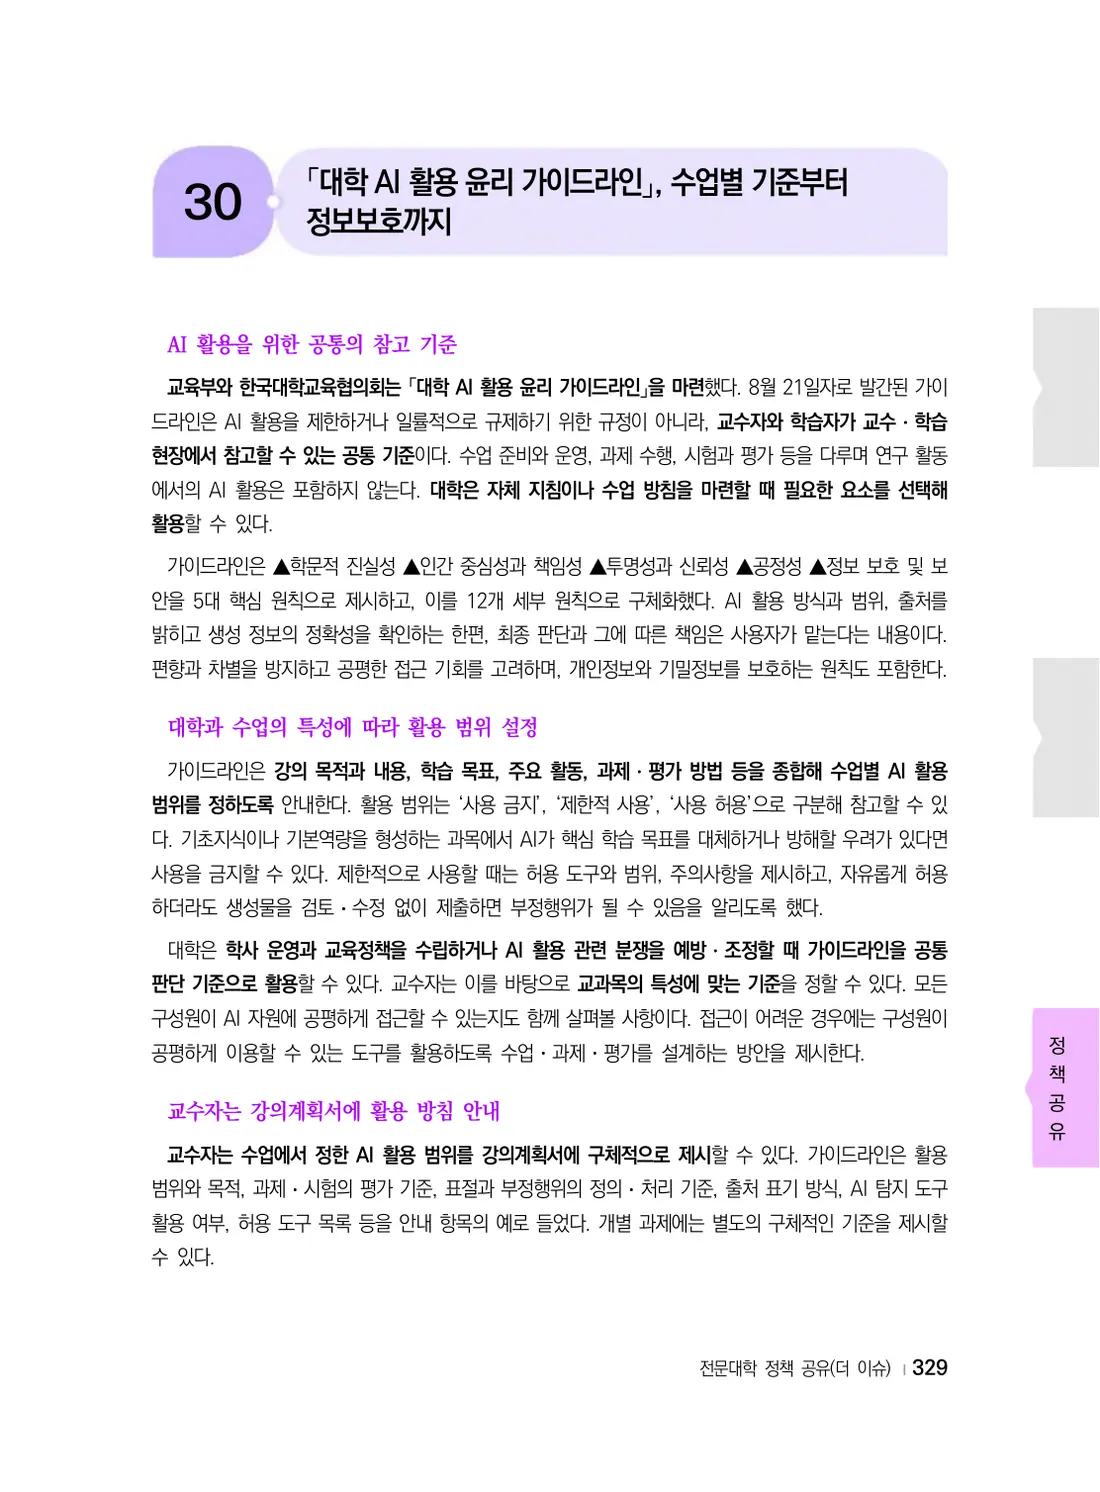 30
「대학 AI 활용 윤리 가이드라인」, 수업별 기준부터
정보보호까지
AI 활용을 위한 공통의 참고 기준
교육부와 한국대학교육협의회는 「대학 AI 활용 윤리 가이드라인」을 마련했다. 8월 21일자로 발간된 가이
드라인은 AI 활용을 제한하거나 일률적으로 규제하기 위한 규정이 아니라, 교수자와 학습자가 교수·학습
현장에서 참고할 수 있는 공통 기준이다. 수업 준비와 운영, 과제 수행, 시험과 평가 등을 다루며 연구 활동
에서의 AI 활용은 포함하지 않는다. 대학은 자체 지침이나 수업 방침을 마련할 때 필요한 요소를 선택해
활용할 수 있다.
가이드라인은 ▲학문적 진실성 ▲인간 중심성과 책임성 ▲투명성과 신뢰성 ▲공정성 ▲정보 보호 및 보
안을 5대 핵심 원칙으로 제시하고, 이를 12개 세부 원칙으로 구체화했다. AI 활용 방식과 범위, 출처를
밝히고 생성 정보의 정확성을 확인하는 한편, 최종 판단과 그에 따른 책임은 사용자가 맡는다는 내용이다.
편향과 차별을 방지하고 공평한 접근 기회를 고려하며, 개인정보와 기밀정보를 보호하는 원칙도 포함한다.
대학과 수업의 특성에 따라 활용 범위 설정
가이드라인은 강의 목적과 내용, 학습 목표, 주요 활동, 과제·평가 방법 등을 종합해 수업별 AI 활용
범위를 정하도록 안내한다. 활용 범위는 ‘사용 금지’, ‘제한적 사용’, ‘사용 허용’으로 구분해 참고할 수 있
다. 기초지식이나 기본역량을 형성하는 과목에서 AI가 핵심 학습 목표를 대체하거나 방해할 우려가 있다면
사용을 금지할 수 있다. 제한적으로 사용할 때는 허용 도구와 범위, 주의사항을 제시하고, 자유롭게 허용
하더라도 생성물을 검토·수정 없이 제출하면 부정행위가 될 수 있음을 알리도록 했다.
대학은 학사 운영과 교육정책을 수립하거나 AI 활용 관련 분쟁을 예방·조정할 때 가이드라인을 공통
판단 기준으로 활용할 수 있다. 교수자는 이를 바탕으로 교과목의 특성에 맞는 기준을 정할 수 있다. 모든
구성원이 AI 자원에 공평하게 접근할 수 있는지도 함께 살펴볼 사항이다. 접근이 어려운 경우에는 구성원이
공평하게 이용할 수 있는 도구를 활용하도록 수업·과제·평가를 설계하는 방안을 제시한다.
교수자는 강의계획서에 활용 방침 안내
교수자는 수업에서 정한 AI 활용 범위를 강의계획서에 구체적으로 제시할 수 있다. 가이드라인은 활용
범위와 목적, 과제·시험의 평가 기준, 표절과 부정행위의 정의·처리 기준, 출처 표기 방식, AI 탐지 도구
활용 여부, 허용 도구 목록 등을 안내 항목의 예로 들었다. 개별 과제에는 별도의 구체적인 기준을 제시할
수 있다.
정
책
공
유
전문대학 정책 공유(더 이슈) | 329